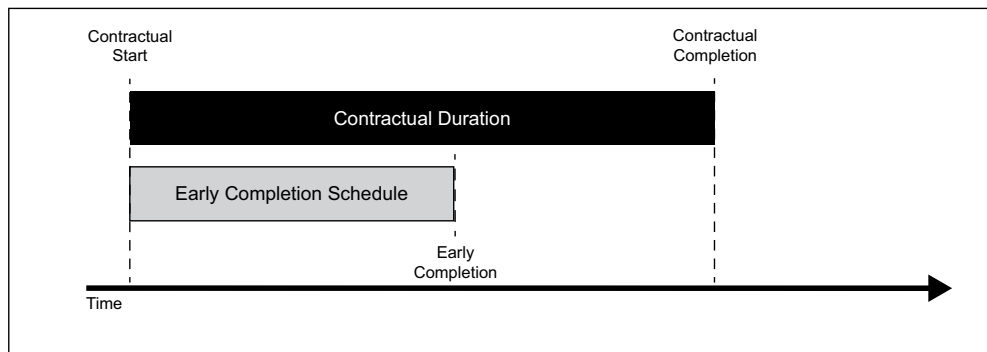 Contractual
Start
Contractual
Completion
Contractual Duration
Early Completion Schedule
Early
Completion
Time